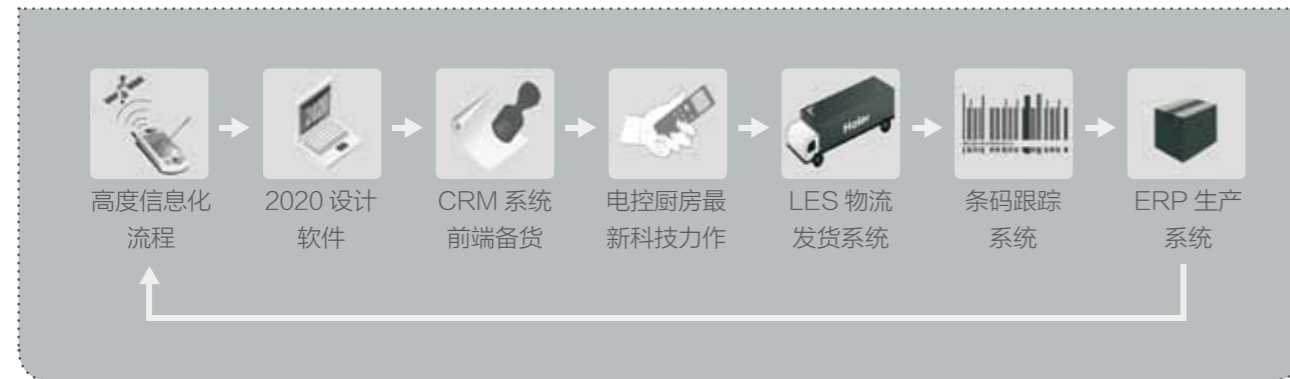 2020
Haier
高度信息化
流程
2020 设计
软件
CRM 系统
前端备货
电控厨房最
新科技力作
LES 物流
发货系统
条码跟踪
系统
ERP 生产
系统